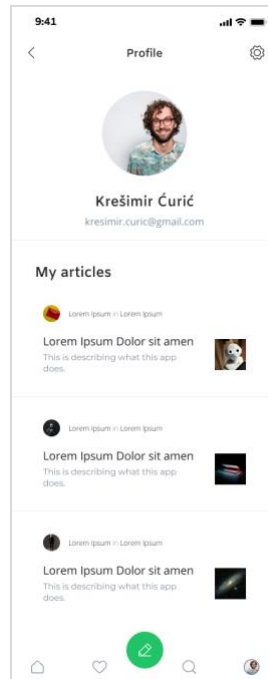 9:41
Profile
Krešimir Ćurić
kresimir.curic@gmail.com
My articles
Lorem Ipsum in Lorem Ipsum
Lorem Ipsum Dolor sit amen
This is describing what this app
does.
Lorem Ipsum in Lorem Ipsum
Lorem Ipsum Dolor sit amen
This is describing what this app
does.
Lorem Ipsum in Lorem Ipsum
Lorem Ipsum Dolor sit amen
This is describing what this app
does.